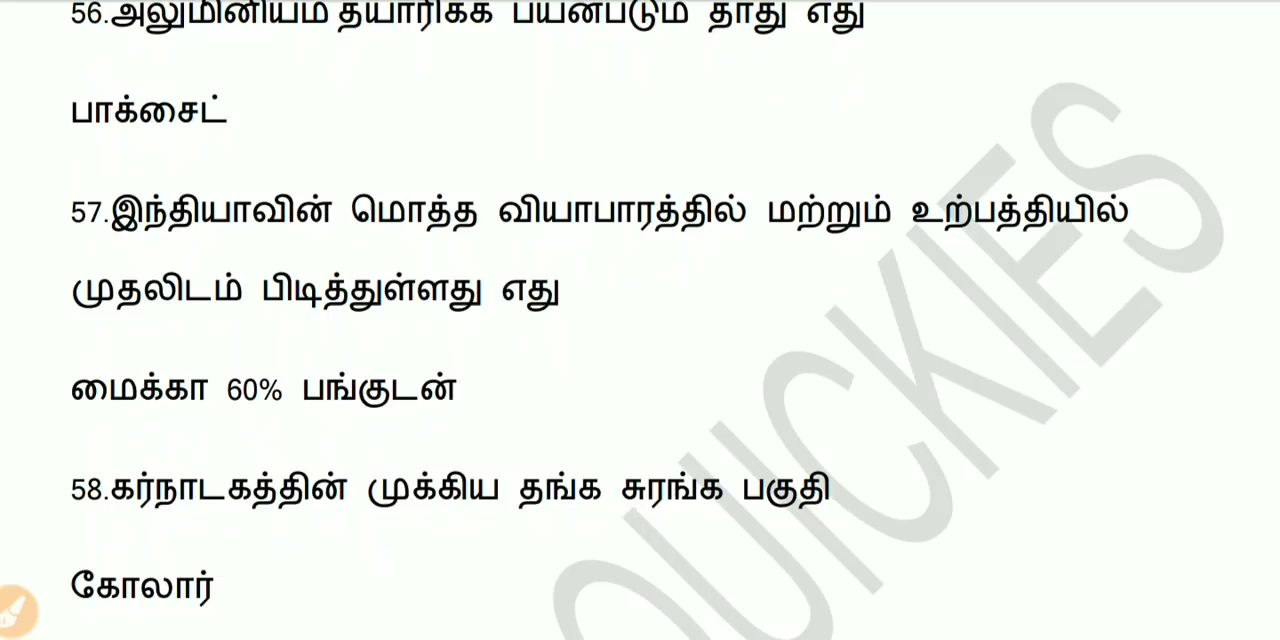 56.அலுமினியம் தயாரிக்க பயன்படும் தாது எது
பாக்சைட்
57.இந்தியாவின் மொத்த வியாபாரத்தில் மற்றும் உற்பத்தியில்
முதலிடம் பிடித்துள்ளது எது
மைக்கா 60% பங்குடன்
58.கர்நாடகத்தின் முக்கிய தங்க சுரங்க பகுதி
கோலார்
QUICKIES